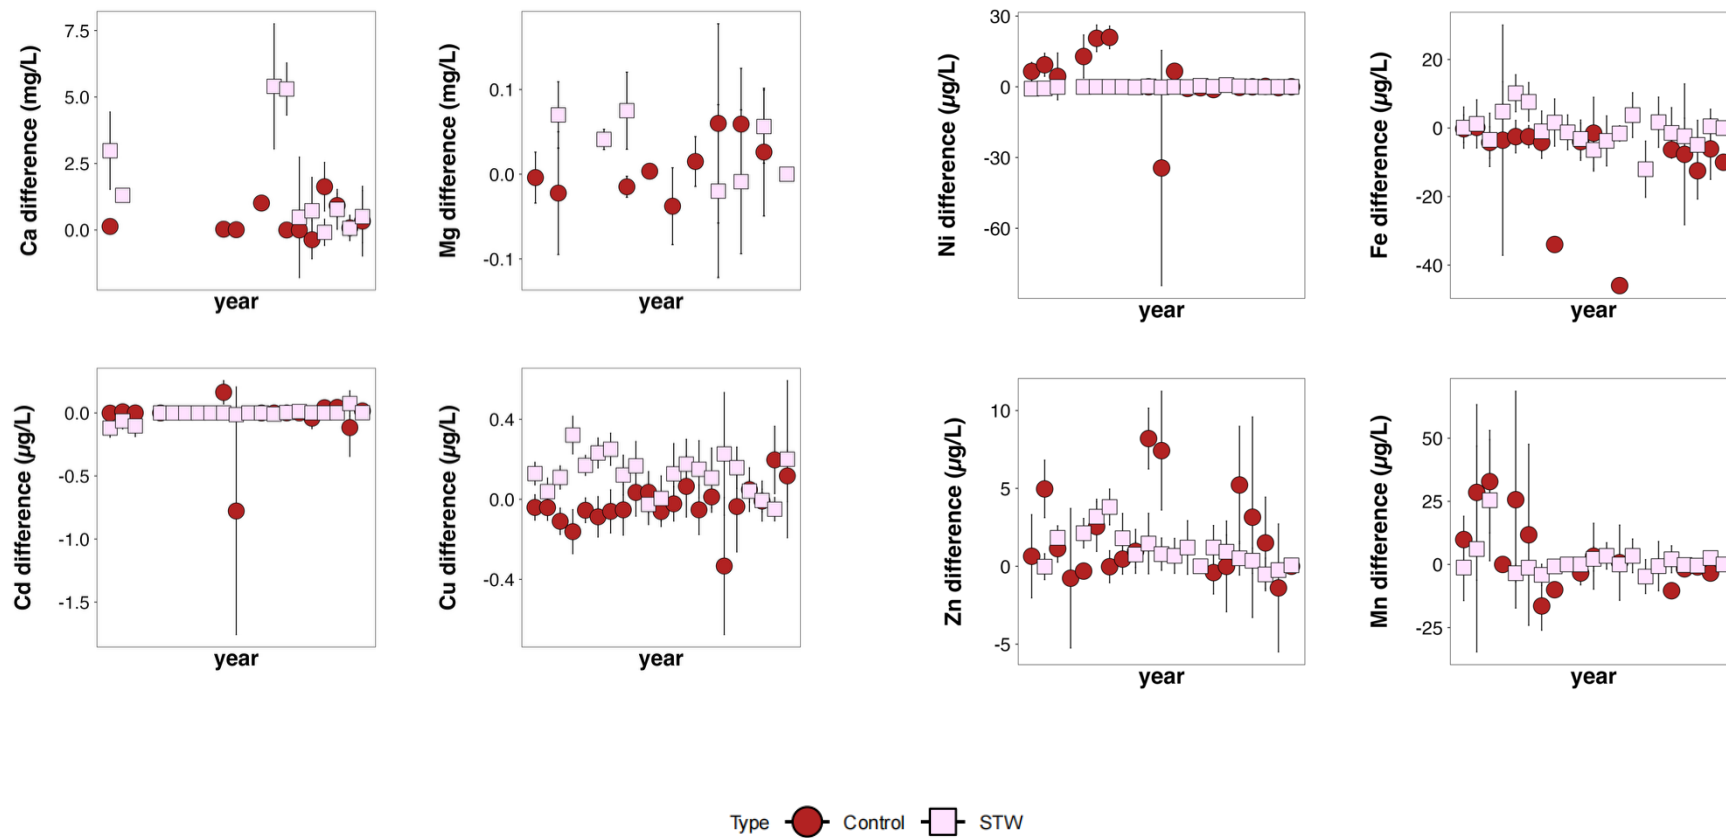 Ca difference (mg/L)
7.5
5.0
2.5
0.0
year
Mg difference (mg/L)
0.1
0.0
-0.1
year
Ni difference (µg/L)
30
0
-30
-60
year
Fe difference (µg/L)
20
0
-20
-40
year
Cd difference (µg/L)
0.0
-0.5
-1.0
-1.5
year
Cu difference (µg/L)
0.4
0.0
-0.4
year
Zn difference (µg/L)
10
5
0
-5
year
Mn difference (µg/L)
50
25
0
-25
year
Type Control STW